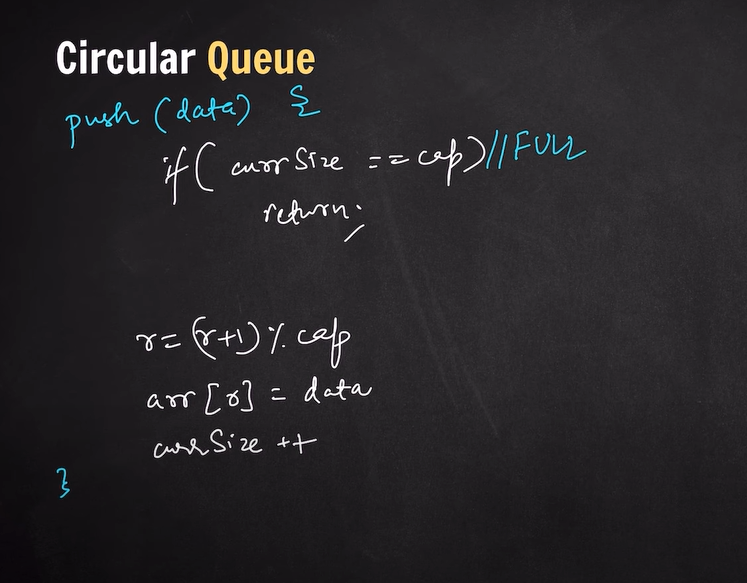 Circular Queue
push (data) {
if( currSize == cap)//FULL
return;
r=(r+1)% cap
arr [r] = data
currSize ++
}